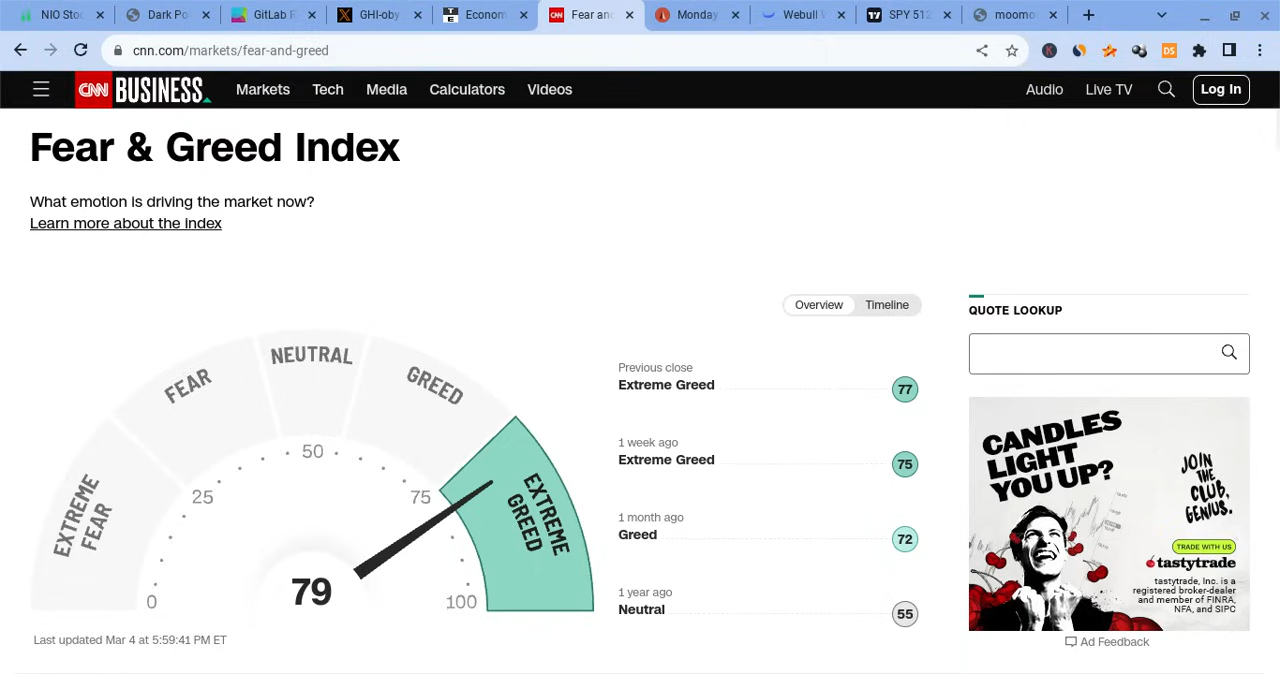 NIO Stoc
Dark Po
GitLab F
GHI-oby
Econom
Fear and
Monday
Webull
SPY 512
moomo
cnn.com/markets/fear-and-greed
CNN BUSINESS
Markets
Tech
Media
Calculators
Videos
Audio
Live TV
Log In
Fear & Greed Index
What emotion is driving the market now?
Learn more about the index
Overview
Timeline
EXTREME
FEAR
FEAR
NEUTRAL
GREED
EXTREME
GREED
0
25
50
75
100
79
Last updated Mar 4 at 5:59:41 PM ET
Previous close
Extreme Greed
77
1 week ago
Extreme Greed
75
1 month ago
Greed
72
1 year ago
Neutral
55
QUOTE LOOKUP
CANDLES
LIGHT
YOU UP?
JOIN
THE
CLUB,
GENIUS.
TRADE WITH US
tastytrade
tastytrade, Inc. is a
registered broker-dealer
and member of FINRA,
NFA, and SIPC
Ad Feedback